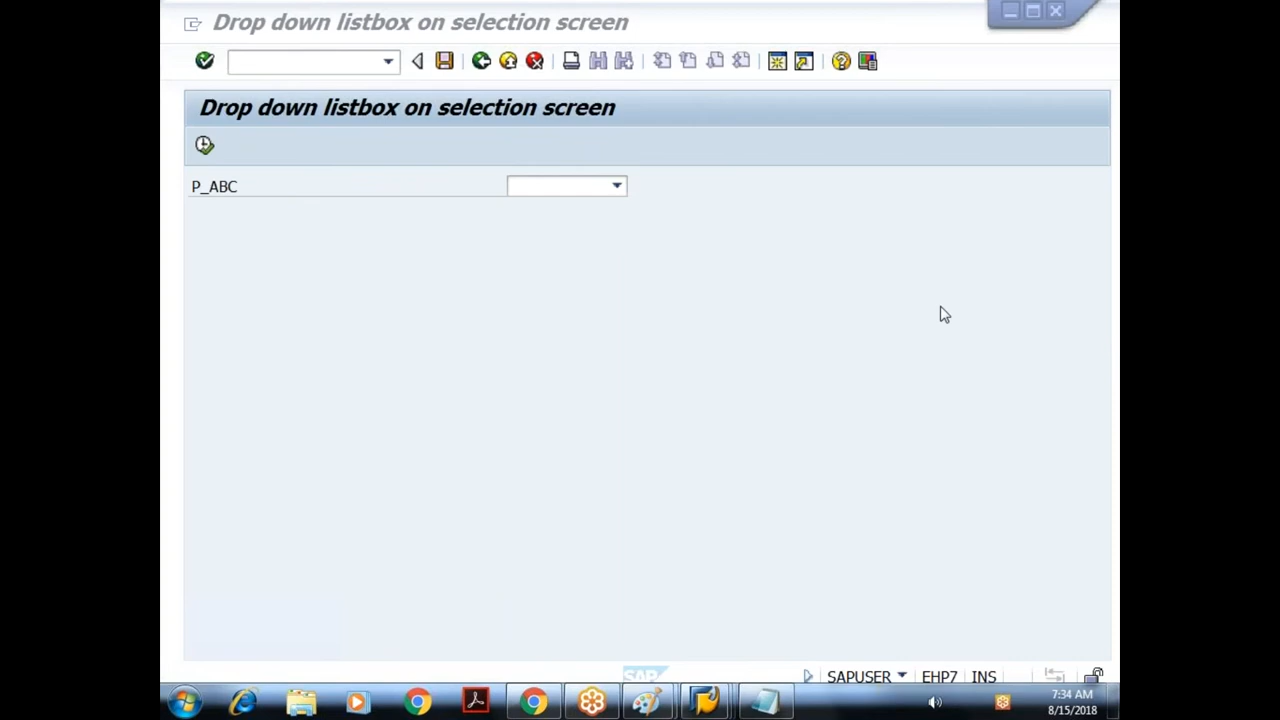 Drop down listbox on selection screen
Drop down listbox on selection screen
P_ABC
SAP
SAPUSER EHP7 INS
7:34 AM
8/15/2018